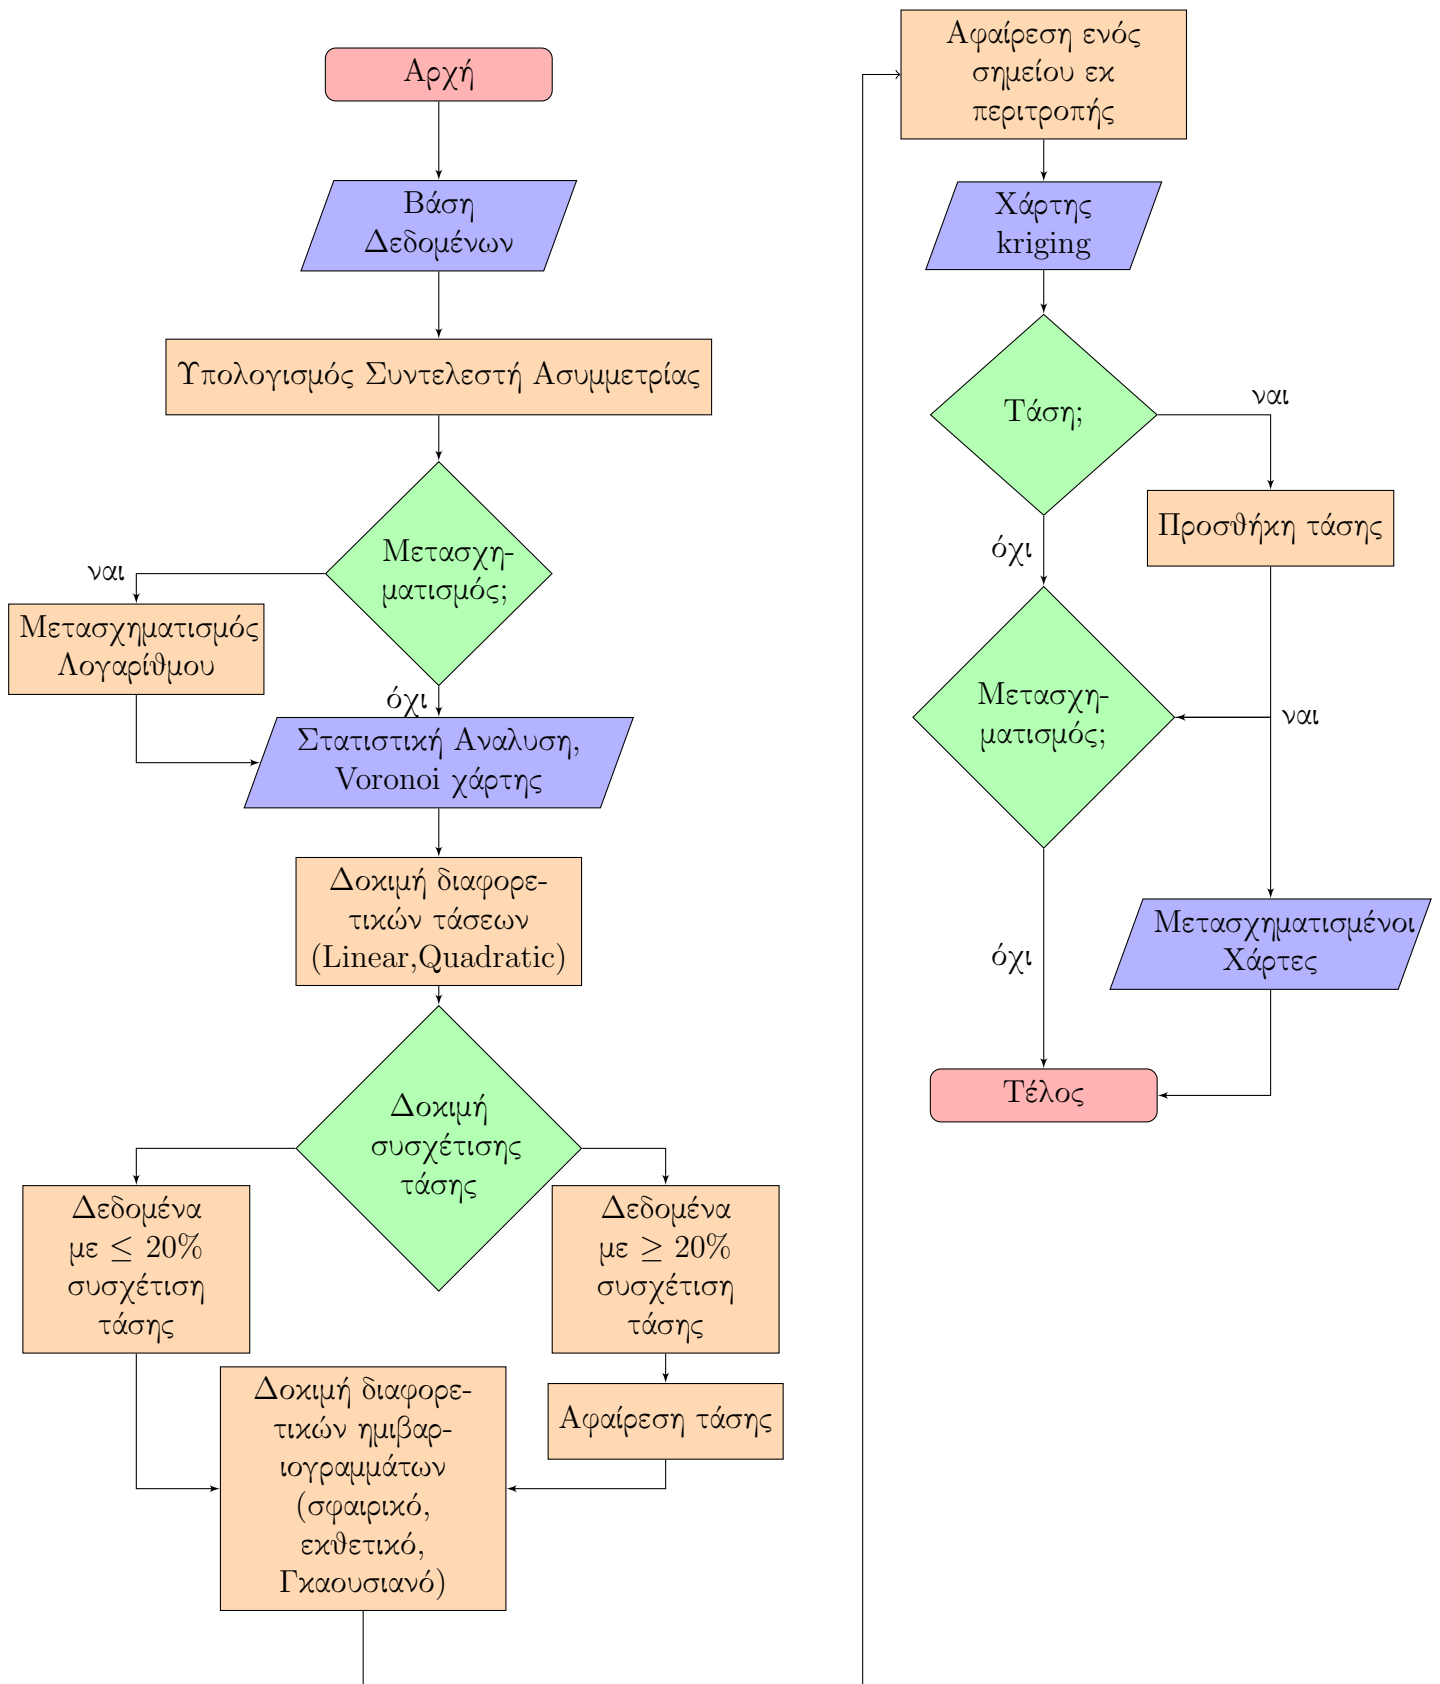 Αρχή
Βάση
Δεδομένων
Υπολογισμός Συντελεστή Ασυμμετρίας
Μετασχη-
ματισμός;
ναι
Μετασχηματισμός
Λογαρίθμου
όχι
Στατιστική Αναλυση,
Voronoi χάρτης
Δοκιμή διαφορε-
τικών τάσεων
(Linear,Quadratic)
Δοκιμή
συσχέτισης
τάσης
Δεδομένα
με ≤ 20%
συσχέτιση
τάσης
Δεδομένα
με ≥ 20%
συσχέτιση
τάσης
Αφαίρεση τάσης
Δοκιμή διαφορε-
τικών ημιβαρ-
ιογραμμάτων
(σφαιρικό,
εκθετικό,
Γκαουσιανό)
Αφαίρεση ενός
σημείου εκ
περιτροπής
Χάρτης
kriging
Τάση;
ναι
Προσθήκη τάσης
όχι
Μετασχη-
ματισμός;
ναι
Μετασχηματισμένοι
Χάρτες
όχι
Τέλος